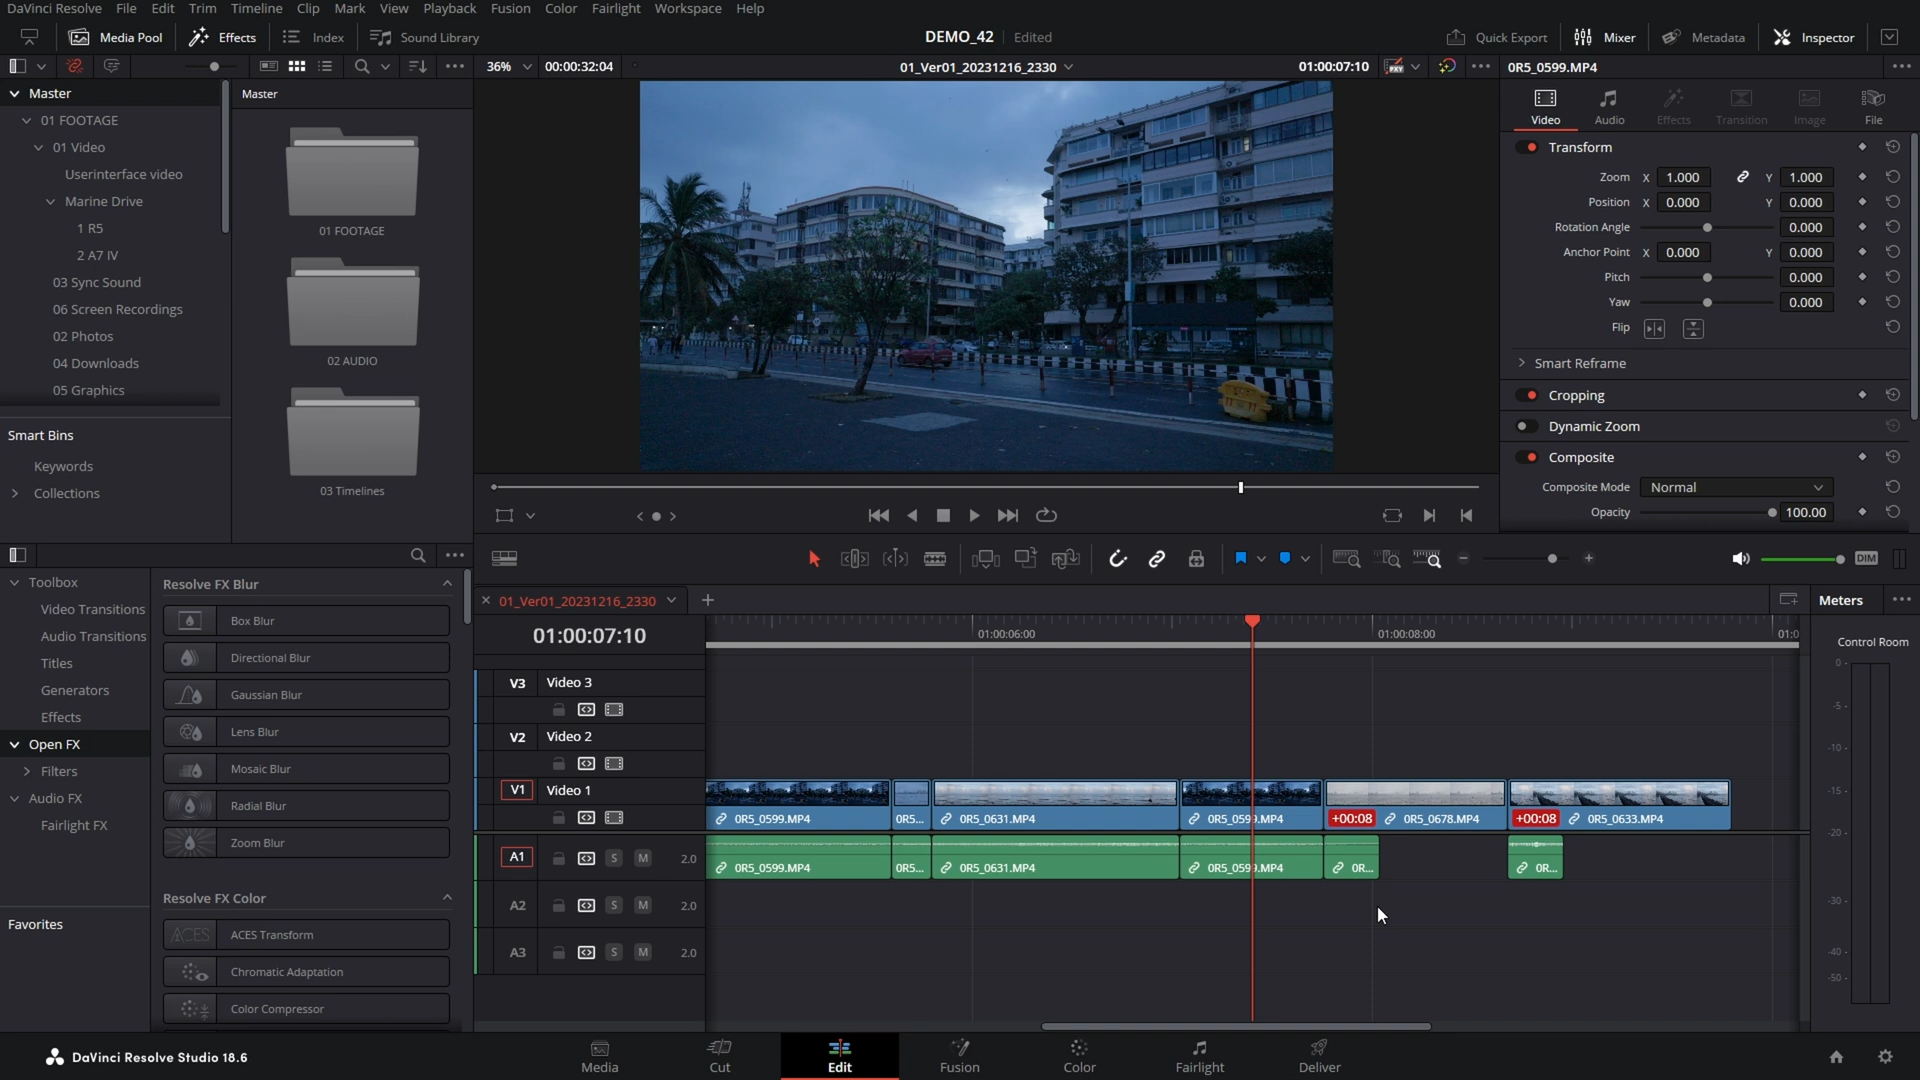 DaVinci Resolve File Edit Trim Timeline Clip Mark View Playback Fusion Color Fairlight Workspace Help
Media Pool Effects Index Sound Library DEMO_42 Edited Quick Export Mixer Metadata Inspector
36% 00:00:32:04 01_Ver01_20231216_2330 01:00:07:10 0R5_0599.MP4
Master
01 FOOTAGE
01 Video
Userinterface video
Marine Drive
1 R5
2 A7 IV
03 Sync Sound
06 Screen Recordings
02 Photos
04 Downloads
05 Graphics
Smart Bins
Keywords
Collections
Master
01 FOOTAGE
02 AUDIO
03 Timelines
Video Audio Effects Transition Image File
Transform
Zoom X 1.000 Y 1.000
Position X 0.000 Y 0.000
Rotation Angle 0.000
Anchor Point X 0.000 Y 0.000
Pitch 0.000
Yaw 0.000
Flip
Smart Reframe
Cropping
Dynamic Zoom
Composite
Composite Mode Normal
Opacity 100.00
Toolbox
Video Transitions
Audio Transitions
Titles
Generators
Effects
Open FX
Filters
Audio FX
Fairlight FX
Favorites
Resolve FX Blur
Box Blur
Directional Blur
Gaussian Blur
Lens Blur
Mosaic Blur
Radial Blur
Zoom Blur
Resolve FX Color
ACES ACES Transform
Chromatic Adaptation
Color Compressor
DIM
01_Ver01_20231216_2330
01:00:07:10 01:00:06:00 01:00:08:00 01:0
V3 Video 3
V2 Video 2
V1 Video 1
0R5_0599.MP4 0R5... 0R5_0631.MP4 0R5_0599.MP4 +00:08 0R5_0678.MP4 +00:08 0R5_0633.MP4
A1 S M 2.0
0R5_0599.MP4 0R5... 0R5_0631.MP4 0R5_0599.MP4 0R... 0R...
A2 S M 2.0
A3 S M 2.0
Meters
Control Room
0
-5
-10
-15
-20
-30
-40
-50
DaVinci Resolve Studio 18.6
Media Cut Edit Fusion Color Fairlight Deliver